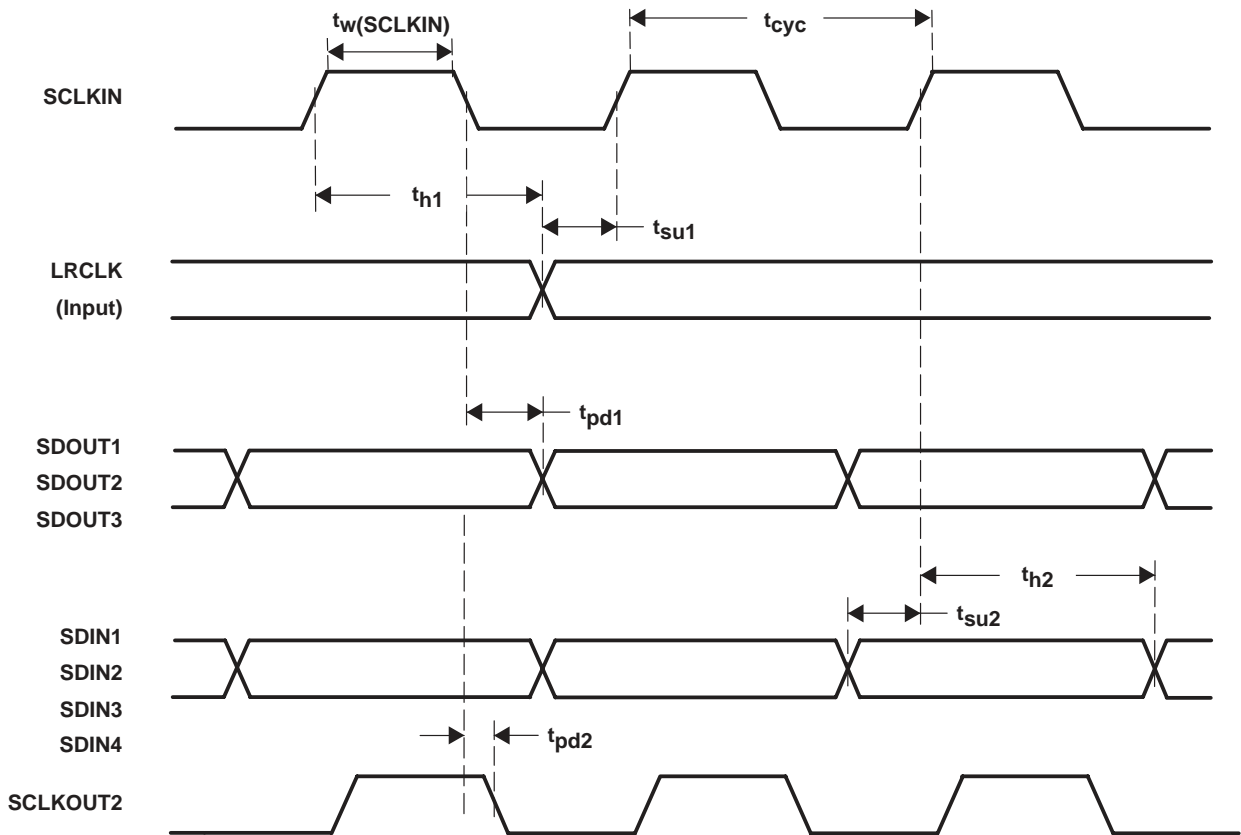 tw(SCLKIN)
tcyc
SCLKIN
th1
tsu1
LRCLK
(Input)
tpd1
SDOUT1
SDOUT2
SDOUT3
th2
tsu2
SDIN1
SDIN2
SDIN3
SDIN4
tpd2
SCLKOUT2